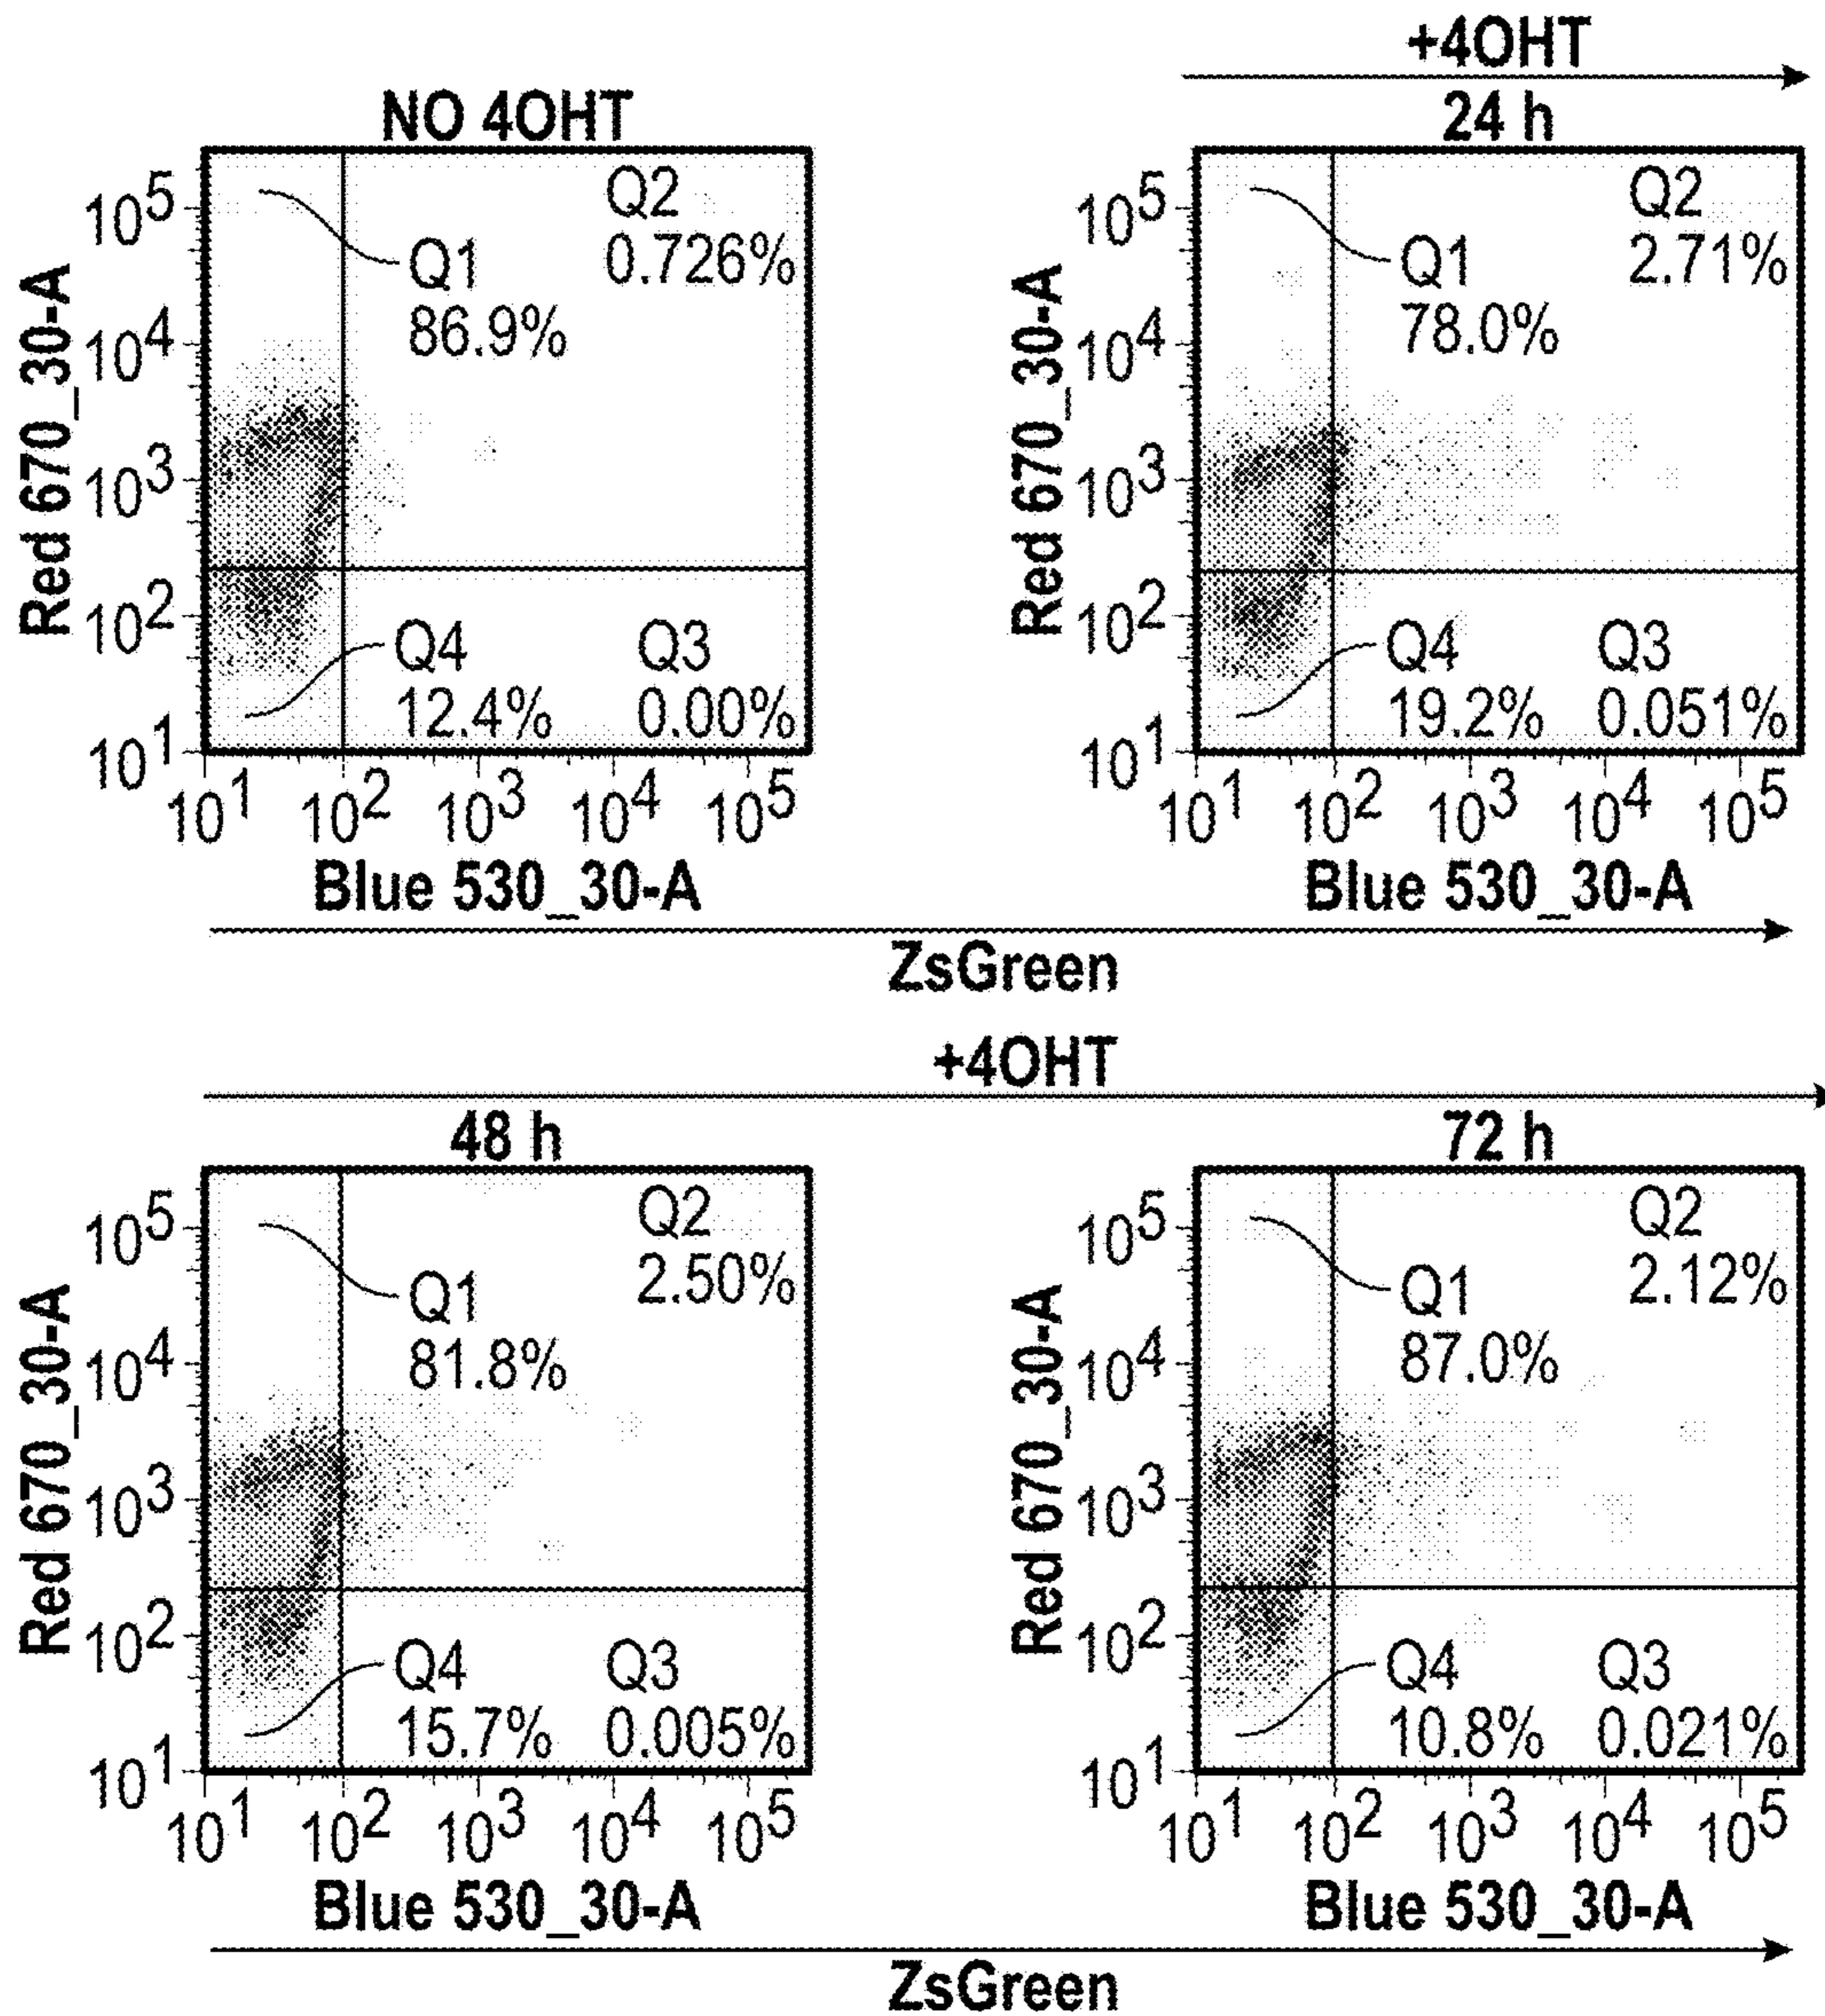 +4OHT
NO 4OHT
24 h
Red 670_30-A
10^5
10^4
10^3
10^2
10^1
Q1
86.9%
Q2
0.726%
Q4
12.4%
Q3
0.00%
10^1 10^2 10^3 10^4 10^5
Blue 530_30-A
Red 670_30-A
10^5
10^4
10^3
10^2
10^1
Q1
78.0%
Q2
2.71%
Q4
19.2%
Q3
0.051%
10^1 10^2 10^3 10^4 10^5
Blue 530_30-A
ZsGreen
+4OHT
48 h
72 h
Red 670_30-A
10^5
10^4
10^3
10^2
10^1
Q1
81.8%
Q2
2.50%
Q4
15.7%
Q3
0.005%
10^1 10^2 10^3 10^4 10^5
Blue 530_30-A
Red 670_30-A
10^5
10^4
10^3
10^2
10^1
Q1
87.0%
Q2
2.12%
Q4
10.8%
Q3
0.021%
10^1 10^2 10^3 10^4 10^5
Blue 530_30-A
ZsGreen